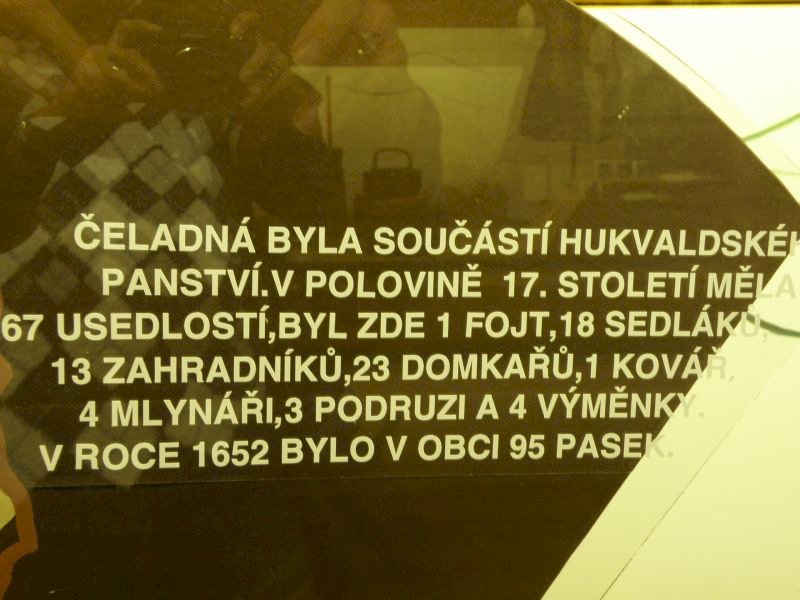 ČELADNÁ BYLA SOUČÁSTÍ HUKVALDSKÉH
PANSTVÍ.V POLOVINĚ 17. STOLETÍ MĚLA
67 USEDLOSTÍ,BYL ZDE 1 FOJT,18 SEDLÁKŮ,
13 ZAHRADNÍKŮ,23 DOMKAŘŮ,1 KOVÁŘ,
4 MLYNÁŘI,3 PODRUZI A 4 VÝMĚNKY.
V ROCE 1652 BYLO V OBCI 95 PASEK.